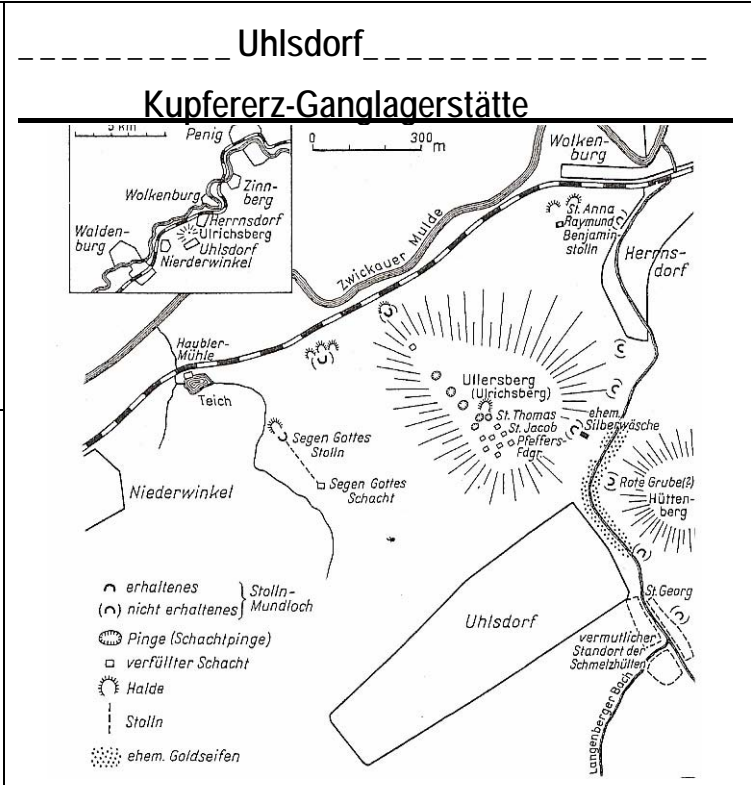 Uhlsdorf
Kupfererz-Ganglagerstätte
5 km
Penig
Zinn-
berg
Wolkenburg
Herrnsdorf
Ulrichsberg
Uhlsdorf
Walden-
burg
Nierderwinkel
0 300 m
Wolken-
burg
St. Anna
Raymund
Benjamin-
stolln
Herrns-
dorf
Zwickauer Mulde
Haubler-
Mühle
Teich
Ullersberg
(Ulrichsberg)
St. Thomas
St. Jacob
Pfeffers
Fdgr.
ehem.
Silberwäsche
Segen Gottes
Stolln
Segen Gottes
Schacht
Niederwinkel
Rote Grube(?)
Hütten-
berg
St. Georg
Uhlsdorf
vermutlicher
Standort der
Schmelzhütten
Langenberger Bach
erhaltenes
(∩) nicht erhaltenes
Stolln-
Mundloch
Pinge (Schachtpinge)
verfüllter Schacht
Halde
Stolln
ehem. Goldseifen